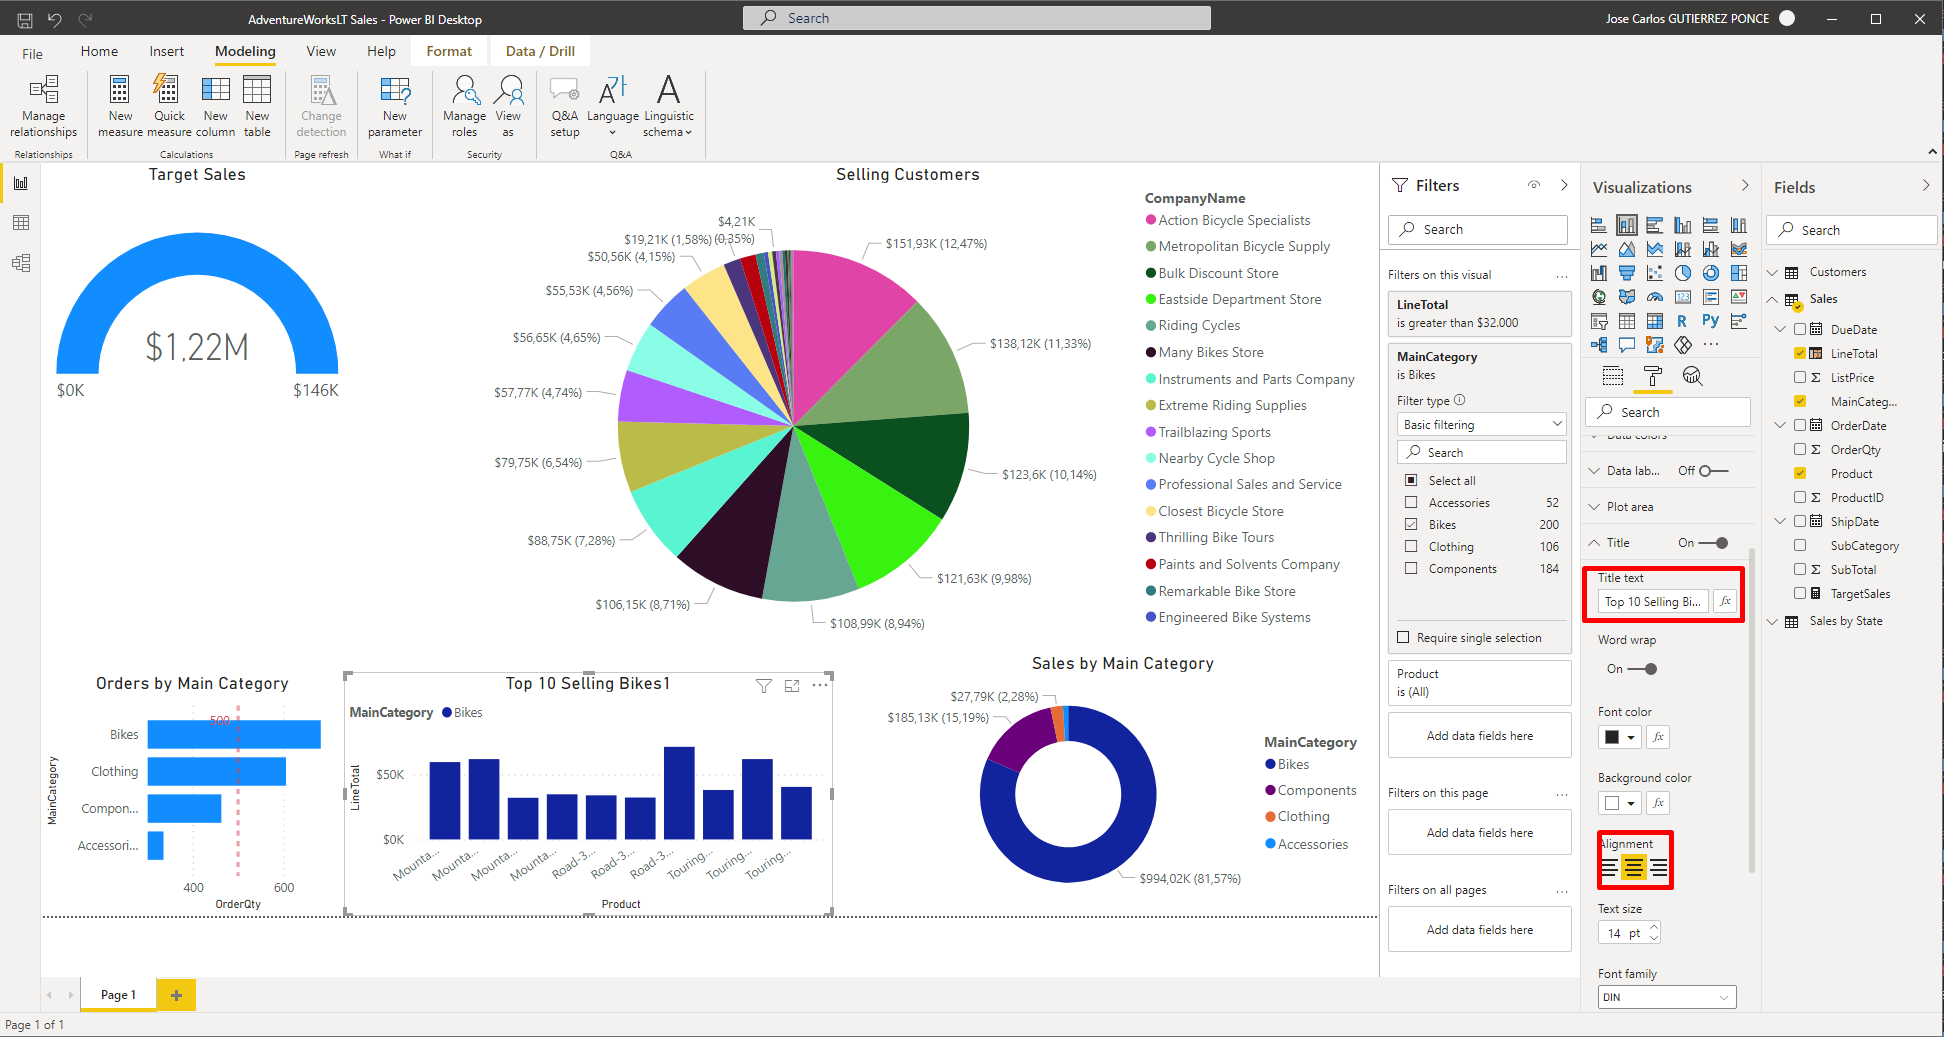 AdventureWorksLT Sales - Power BI Desktop
Search
Jose Carlos GUTIERREZ PONCE
File
Home
Insert
Modeling
View
Help
Format
Data / Drill
Manage relationships
New measure
Quick measure
New column
New table
Change detection
New parameter
Manage roles
View as
Q&A setup
Language
Linguistic schema
Relationships
Calculations
Page refresh
What if
Security
Q&A
Target Sales
$1,22M
$0K
$146K
Selling Customers
$4,21K
(0,35%)
$19,21K (1,58%)
$50,56K (4,15%)
$55,53K (4,56%)
$56,65K (4,65%)
$57,77K (4,74%)
$79,75K (6,54%)
$88,75K (7,28%)
$106,15K (8,71%)
$108,99K (8,94%)
$121,63K (9,98%)
$123,6K (10,14%)
$138,12K (11,33%)
$151,93K (12,47%)
CompanyName
Action Bicycle Specialists
Metropolitan Bicycle Supply
Bulk Discount Store
Eastside Department Store
Riding Cycles
Many Bikes Store
Instruments and Parts Company
Extreme Riding Supplies
Trailblazing Sports
Nearby Cycle Shop
Professional Sales and Service
Closest Bicycle Store
Thrilling Bike Tours
Paints and Solvents Company
Remarkable Bike Store
Engineered Bike Systems
Orders by Main Category
MainCategory
500
Bikes
Clothing
Compon...
Accessori...
400
600
OrderQty
Top 10 Selling Bikes1
MainCategory
Bikes
LineTotal
$50K
$0K
Mounta...
Mounta...
Mounta...
Mounta...
Road-3...
Road-3...
Road-3...
Touring...
Touring...
Touring...
Product
Sales by Main Category
$27,79K (2,28%)
$185,13K (15,19%)
$994,02K (81,57%)
MainCategory
Bikes
Components
Clothing
Accessories
Filters
Search
Filters on this visual
...
LineTotal
is greater than $32.000
MainCategory
is Bikes
Filter type
Basic filtering
Search
Select all
Accessories 52
Bikes 200
Clothing 106
Components 184
Require single selection
Product
is (All)
Add data fields here
Filters on this page
...
Add data fields here
Filters on all pages
...
Add data fields here
Visualizations
R
Py
123
...
Search
Data colors
Data lab...
Off
Plot area
Title
On
Title text
Top 10 Selling Bi...
fx
Word wrap
On
Font color
fx
Background color
fx
Alignment
Text size
14 pt
Font family
DIN
Fields
Search
Customers
Sales
DueDate
LineTotal
ListPrice
MainCateg...
OrderDate
OrderQty
Product
ProductID
ShipDate
SubCategory
SubTotal
TargetSales
Sales by State
Page 1
Page 1 of 1